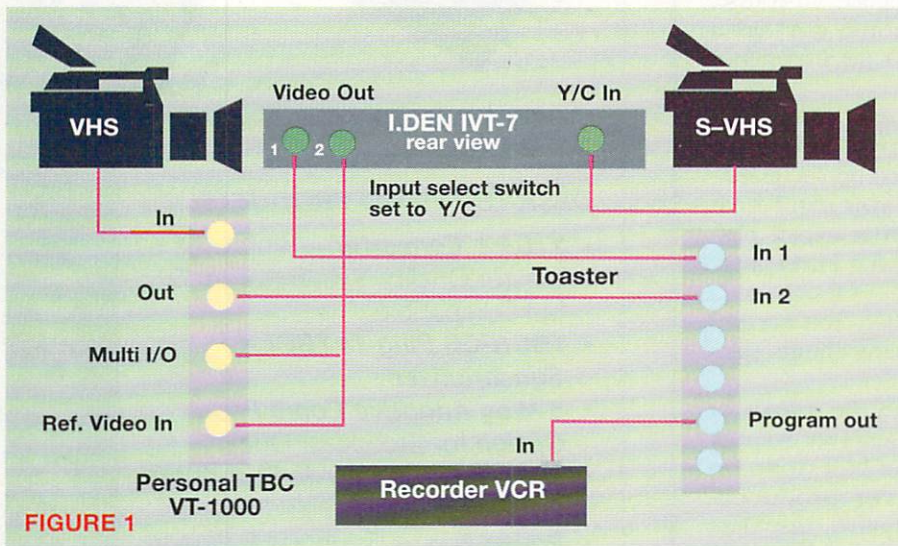 VHS
Video Out
Y/C In
I.DEN IVT-7
rear view
1
2
S–VHS
Input select switch
set to Y/C
In
Out
Multi I/O
Ref. Video In
Personal TBC
VT-1000
Toaster
In 1
In 2
Program out
In
Recorder VCR
FIGURE 1